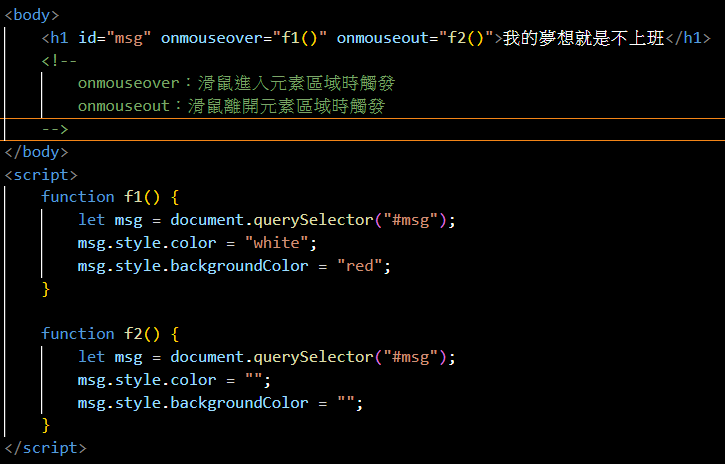 <body>
<h1 id="msg" onmouseover="f1()" onmouseout="f2()">我的夢想就是不上班</h1>
<!--
onmouseover：滑鼠進入元素區域時觸發
onmouseout：滑鼠離開元素區域時觸發
-->
</body>
<script>
function f1() {
let msg = document.querySelector("#msg");
msg.style.color = "white";
msg.style.backgroundColor = "red";
}
function f2() {
let msg = document.querySelector("#msg");
msg.style.color = "";
msg.style.backgroundColor = "";
}
</script>